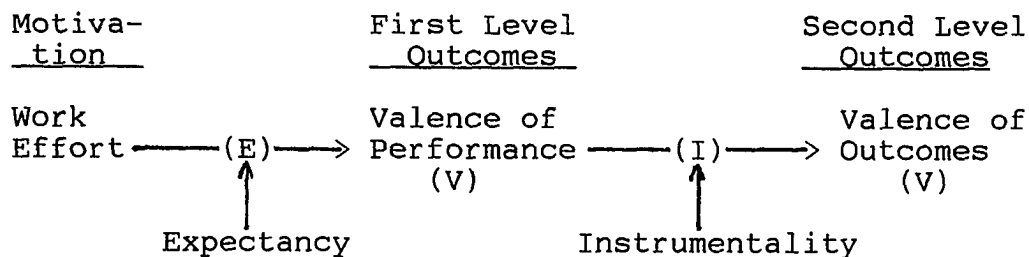 Motiva- First Level Second Level
tion Outcomes Outcomes
Work Valence of Valence of
Effort (E) Performance (I) Outcomes
(V) (V)
Expectancy Instrumentality